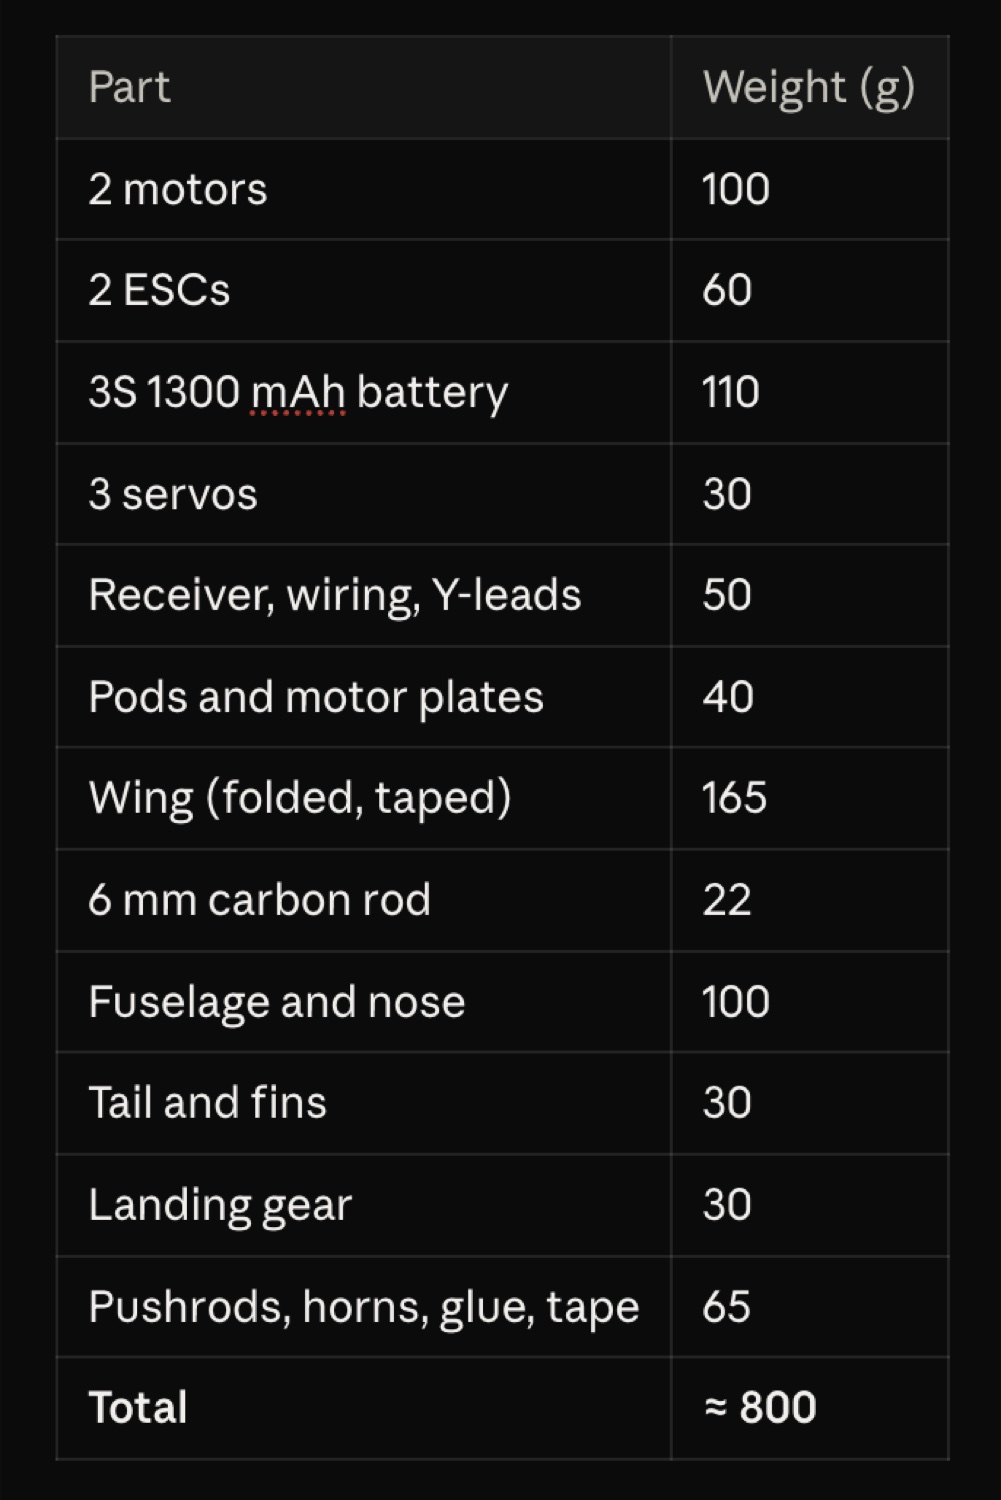 Part Weight (g)
2 motors 100
2 ESCs 60
3S 1300 mAh battery 110
3 servos 30
Receiver, wiring, Y-leads 50
Pods and motor plates 40
Wing (folded, taped) 165
6 mm carbon rod 22
Fuselage and nose 100
Tail and fins 30
Landing gear 30
Pushrods, horns, glue, tape 65
Total ≈ 800